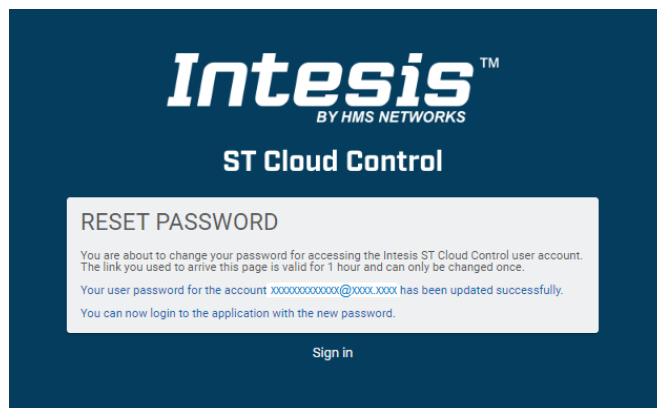 Intesis™
BY HMS NETWORKS
ST Cloud Control
RESET PASSWORD
You are about to change your password for accessing the Intesis ST Cloud Control user account.
The link you used to arrive this page is valid for 1 hour and can only be changed once.
Your user password for the account xxxxxxxxxxxxx@xxxx.xxxx has been updated successfully.
You can now login to the application with the new password.
Sign in